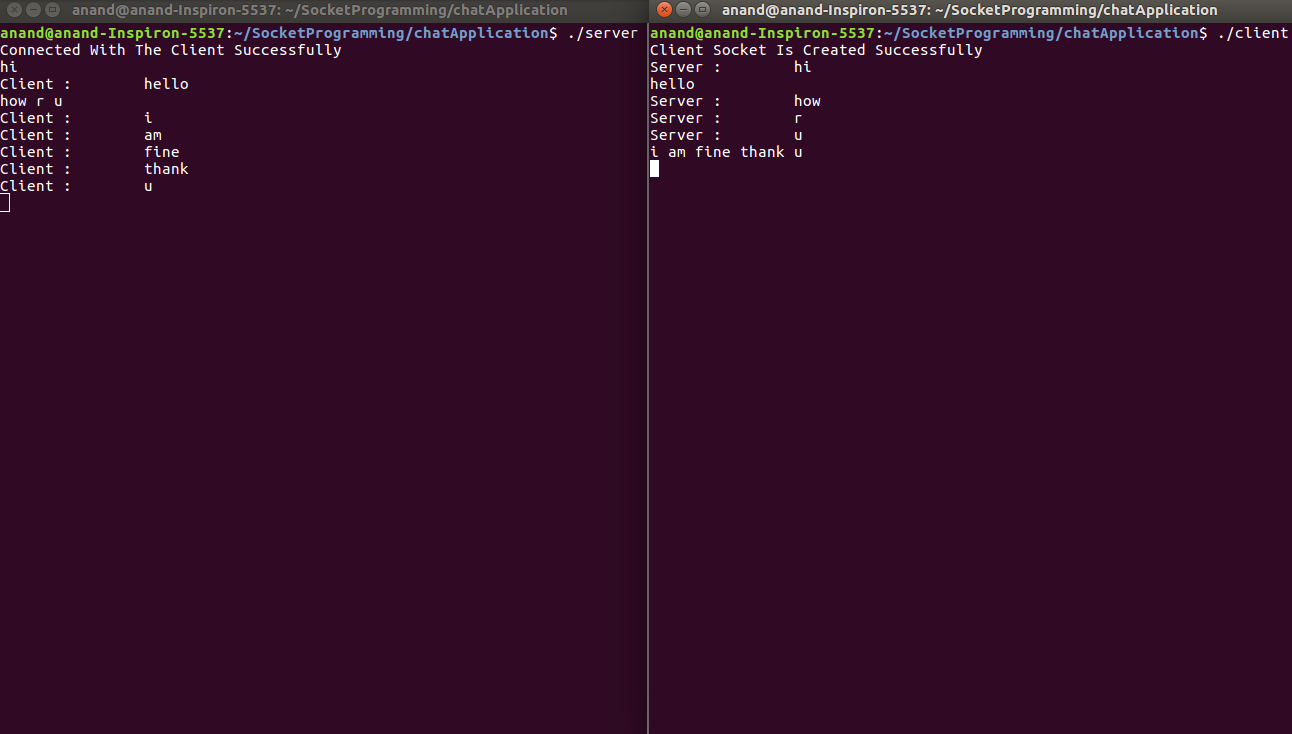 anand@anand-Inspiron-5537: ~/SocketProgramming/chatApplication
anand@anand-Inspiron-5537:~/SocketProgramming/chatApplication$ ./server
Connected With The Client Successfully
hi
Client :        hello
how r u
Client :        i
Client :        am
Client :        fine
Client :        thank
Client :        u
anand@anand-Inspiron-5537: ~/SocketProgramming/chatApplication
anand@anand-Inspiron-5537:~/SocketProgramming/chatApplication$ ./client
Client Socket Is Created Successfully
Server :        hi
hello
Server :        how
Server :        r
Server :        u
i am fine thank u